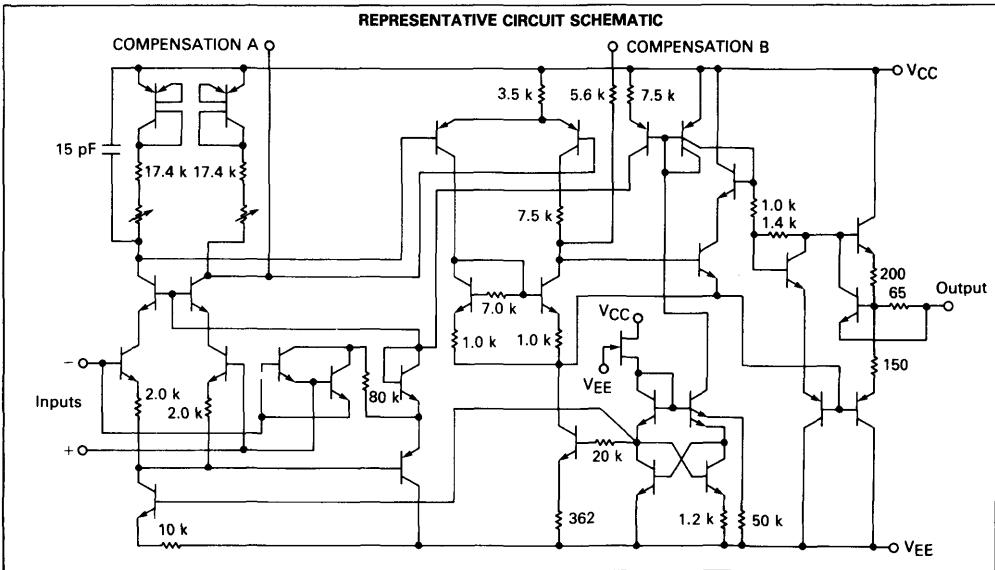 REPRESENTATIVE CIRCUIT SCHEMATIC
COMPENSATION A
COMPENSATION B
VCC
3.5 k
5.6 k
7.5 k
15 pF
17.4 k
17.4 k
7.5 k
1.0 k
1.4 k
200
65
Output
7.0 k
1.0 k
1.0 k
VCC
VEE
–
Inputs
+
2.0 k
2.0 k
80 k
150
20 k
362
1.2 k
50 k
10 k
VEE